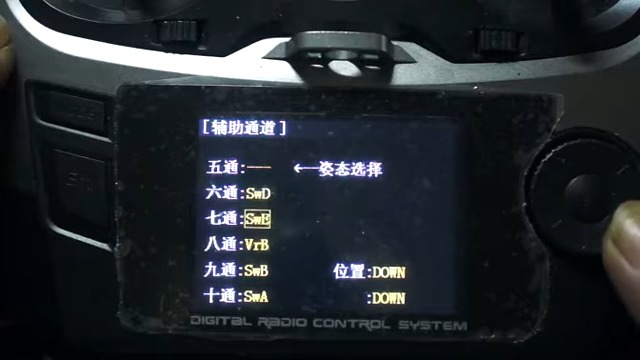 [辅助通道]
五通:--- ←--姿态选择
六通:SwD
七通:SwE
八通:VrB
九通:SwB 位置:DOWN
十通:SwA :DOWN
DIGITAL RADIO CONTROL SYSTEM